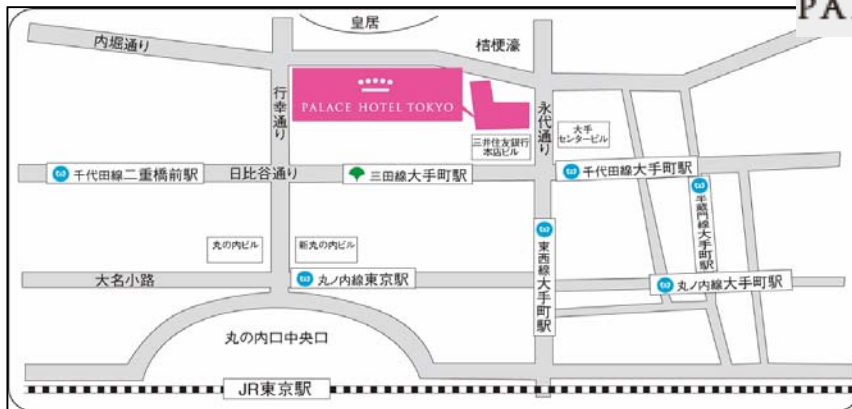 皇居
PA
内堀通り
桔梗濠
行幸通り
PALACE HOTEL TOKYO
永代通り
三井住友銀行
本店ビル
大手
センタービル
千代田線二重橋前駅
日比谷通り
三田線大手町駅
千代田線大手町駅
半蔵門線大手町駅
丸の内ビル
新丸の内ビル
東西線大手町駅
大名小路
丸ノ内線東京駅
丸ノ内線大手町駅
丸の内口中央口
JR東京駅